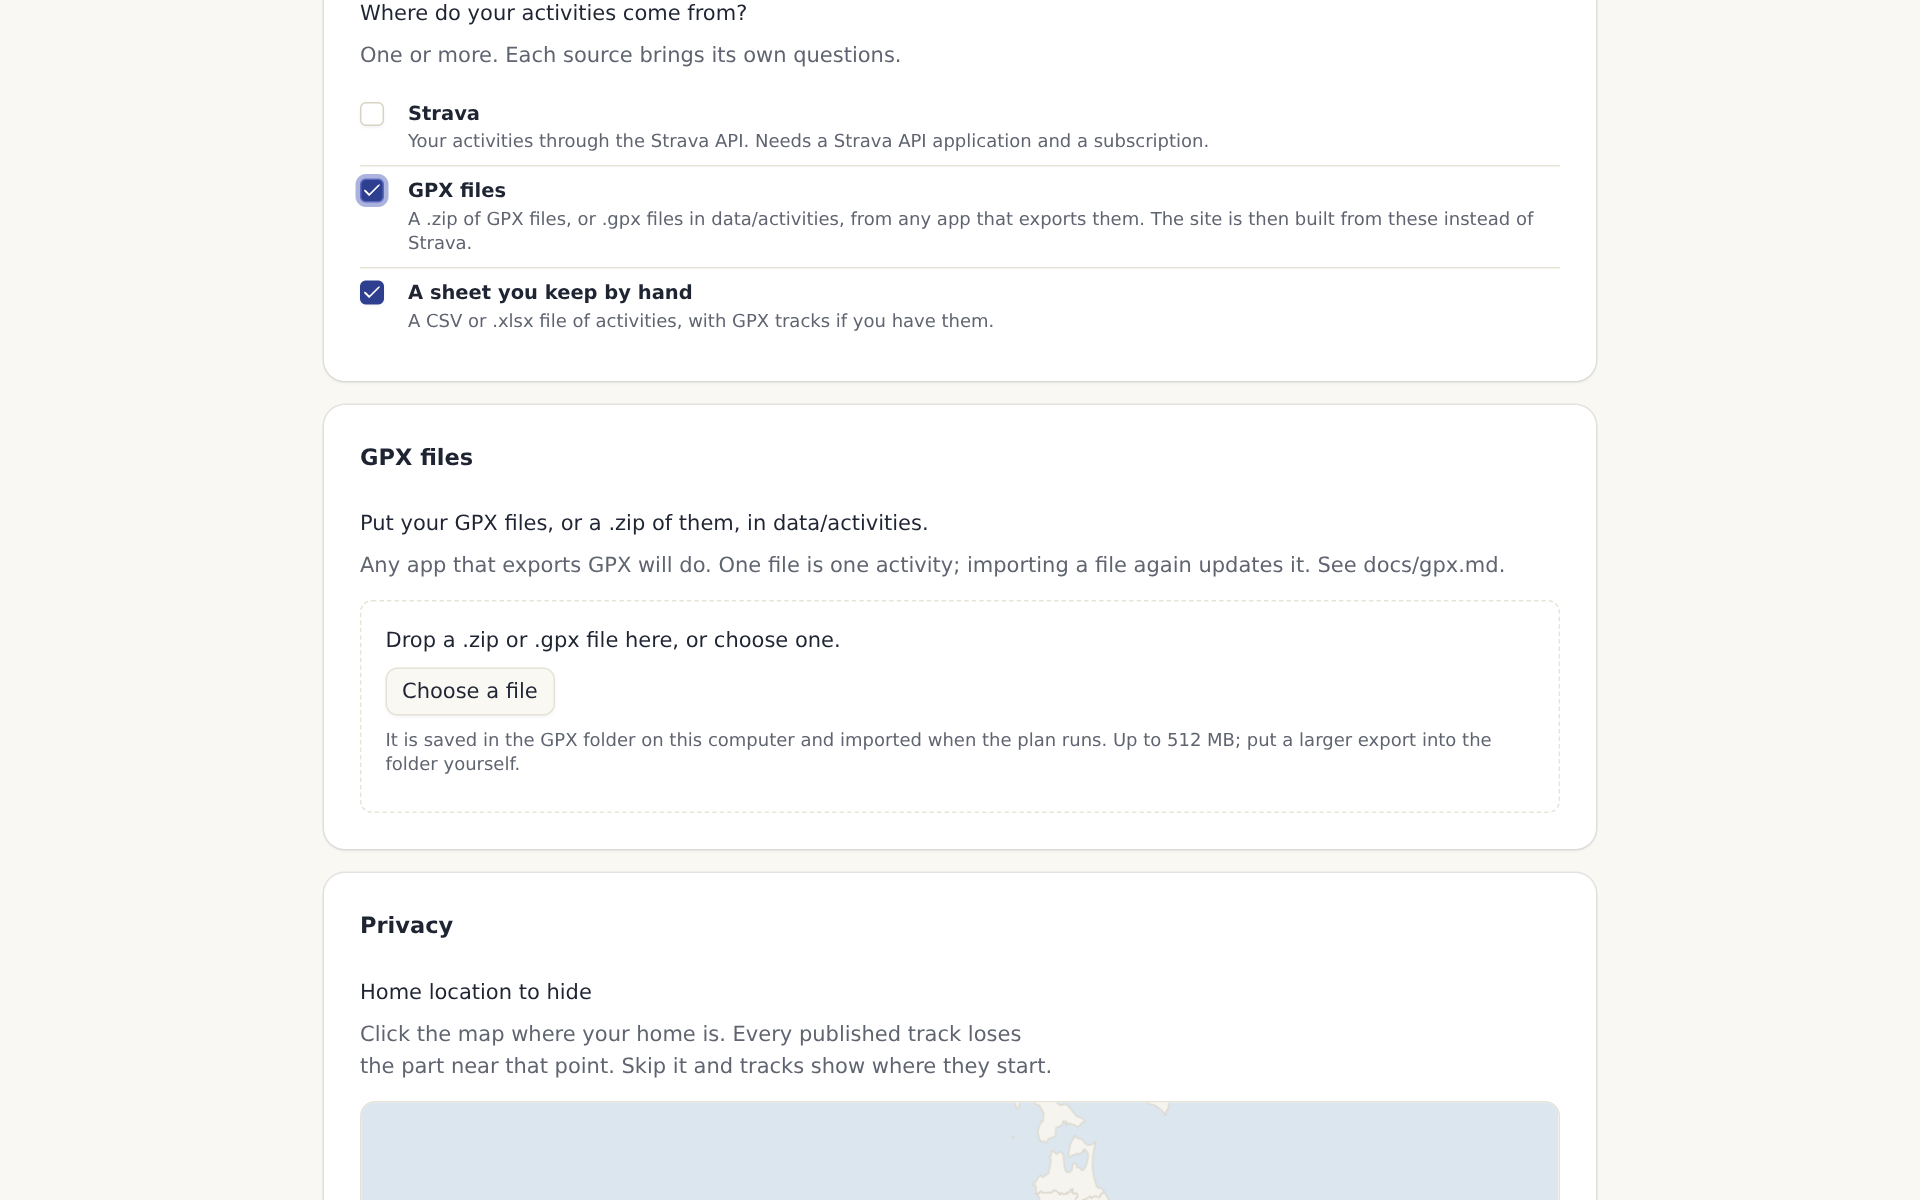 Where do your activities come from?
One or more. Each source brings its own questions.
Strava
Your activities through the Strava API. Needs a Strava API application and a subscription.
GPX files
A .zip of GPX files, or .gpx files in data/activities, from any app that exports them. The site is then built from these instead of
Strava.
A sheet you keep by hand
A CSV or .xlsx file of activities, with GPX tracks if you have them.
GPX files
Put your GPX files, or a .zip of them, in data/activities.
Any app that exports GPX will do. One file is one activity; importing a file again updates it. See docs/gpx.md.
Drop a .zip or .gpx file here, or choose one.
Choose a file
It is saved in the GPX folder on this computer and imported when the plan runs. Up to 512 MB; put a larger export into the
folder yourself.
Privacy
Home location to hide
Click the map where your home is. Every published track loses
the part near that point. Skip it and tracks show where they start.